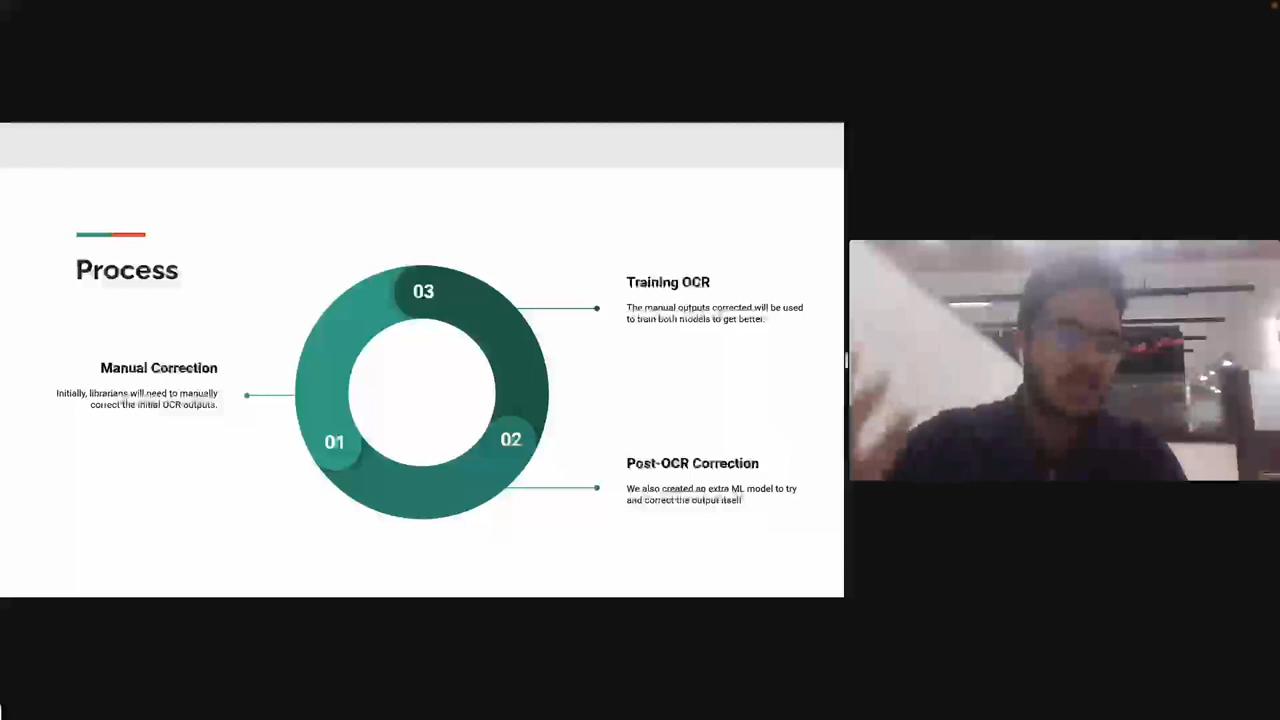 Process
03
Training OCR
The manual outputs corrected will be used
to train both models to get better.
Manual Correction
Initially, librarians will need to manually
correct the initial OCR outputs.
01
02
Post-OCR Correction
We also created an extra ML model to try
and correct the output itself